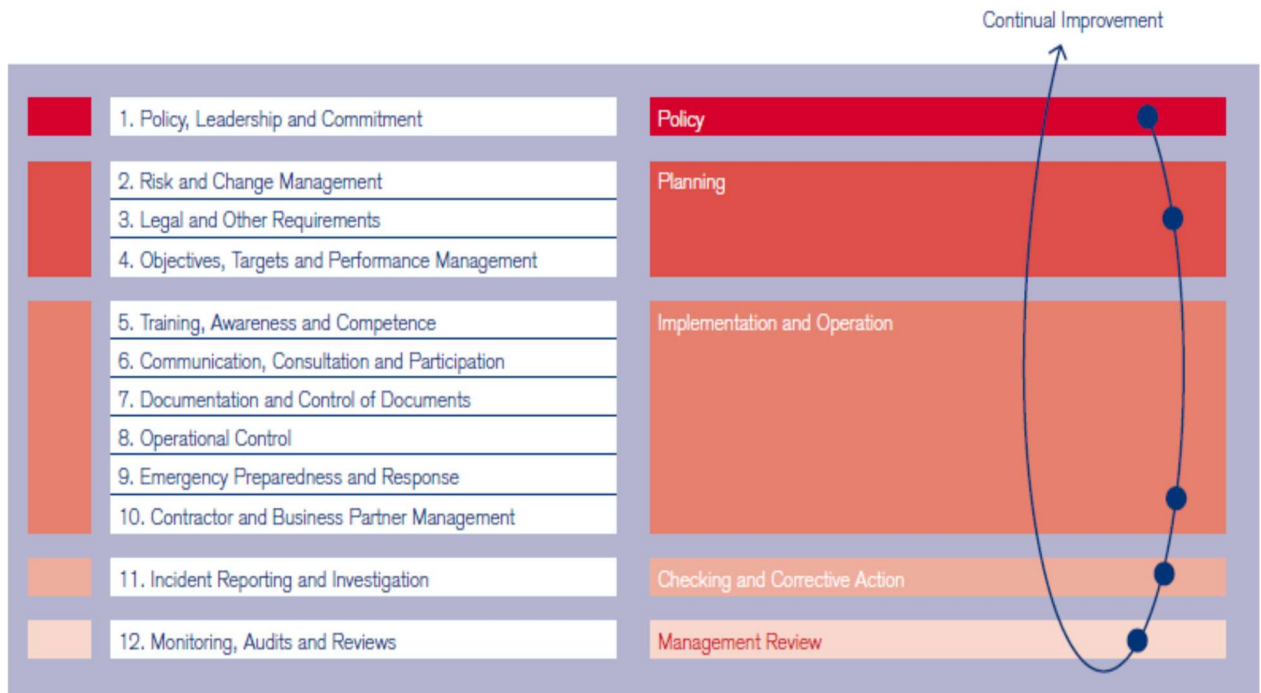 Continual Improvement
1. Policy, Leadership and Commitment
Policy
2. Risk and Change Management
Planning
3. Legal and Other Requirements
4. Objectives, Targets and Performance Management
5. Training, Awareness and Competence
Implementation and Operation
6. Communication, Consultation and Participation
7. Documentation and Control of Documents
8. Operational Control
9. Emergency Preparedness and Response
10. Contractor and Business Partner Management
11. Incident Reporting and Investigation
Checking and Corrective Action
12. Monitoring, Audits and Reviews
Management Review